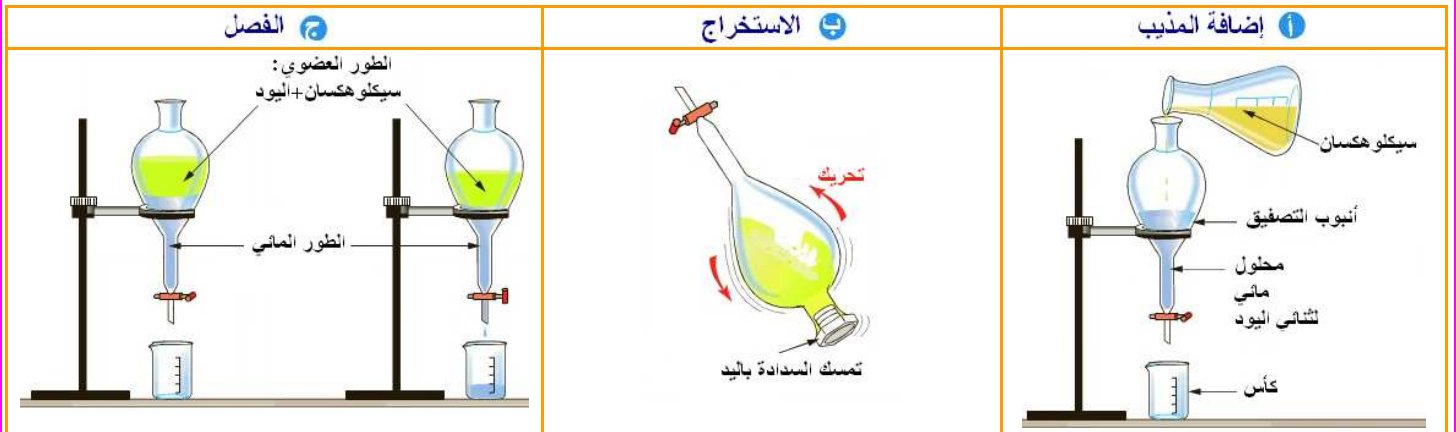 أ إضافة المذيب
سيكلوهكسان
أنبوب التصفيق
محلول
مائي
لثنائي اليود
كأس
ب الاستخراج
تحريك
تمسك السدادة باليد
ج الفصل
الطور العضوي:
سيكلوهكسان+اليود
الطور المائي